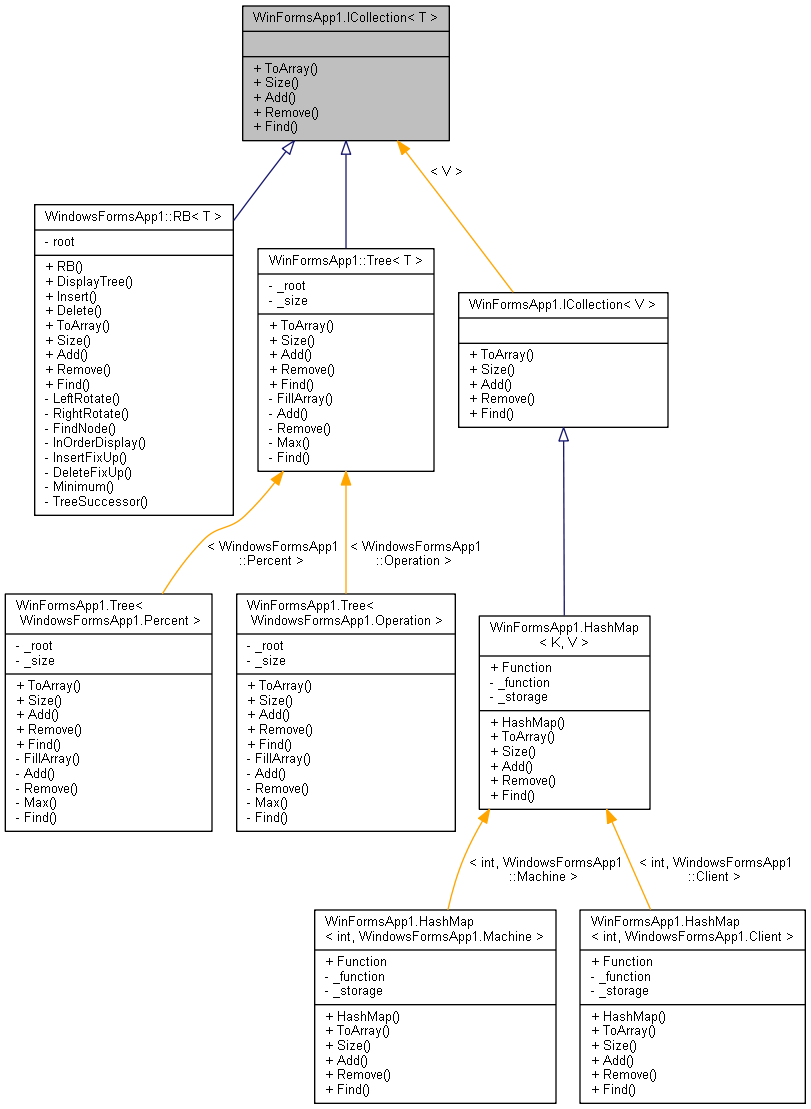 WinFormsApp1.ICollection< T >
+ ToArray()
+ Size()
+ Add()
+ Remove()
+ Find()
< V >
WindowsFormsApp1::RB< T >
- root
+ RB()
+ DisplayTree()
+ Insert()
+ Delete()
+ ToArray()
+ Size()
+ Add()
+ Remove()
+ Find()
- LeftRotate()
- RightRotate()
- FindNode()
- InOrderDisplay()
- InsertFixUp()
- DeleteFixUp()
- Minimum()
- TreeSuccessor()
WinFormsApp1::Tree< T >
- _root
- _size
+ ToArray()
+ Size()
+ Add()
+ Remove()
+ Find()
- FillArray()
- Add()
- Remove()
- Max()
- Find()
WinFormsApp1.ICollection< V >
+ ToArray()
+ Size()
+ Add()
+ Remove()
+ Find()
< WindowsFormsApp1
::Percent >
< WindowsFormsApp1
::Operation >
WinFormsApp1.Tree<
WindowsFormsApp1.Percent >
- _root
- _size
+ ToArray()
+ Size()
+ Add()
+ Remove()
+ Find()
- FillArray()
- Add()
- Remove()
- Max()
- Find()
WinFormsApp1.Tree<
WindowsFormsApp1.Operation >
- _root
- _size
+ ToArray()
+ Size()
+ Add()
+ Remove()
+ Find()
- FillArray()
- Add()
- Remove()
- Max()
- Find()
WinFormsApp1.HashMap
< K, V >
+ Function
- _function
- _storage
+ HashMap()
+ ToArray()
+ Size()
+ Add()
+ Remove()
+ Find()
< int, WindowsFormsApp1
::Machine >
< int, WindowsFormsApp1
::Client >
WinFormsApp1.HashMap
< int, WindowsFormsApp1.Machine >
+ Function
- _function
- _storage
+ HashMap()
+ ToArray()
+ Size()
+ Add()
+ Remove()
+ Find()
WinFormsApp1.HashMap
< int, WindowsFormsApp1.Client >
+ Function
- _function
- _storage
+ HashMap()
+ ToArray()
+ Size()
+ Add()
+ Remove()
+ Find()